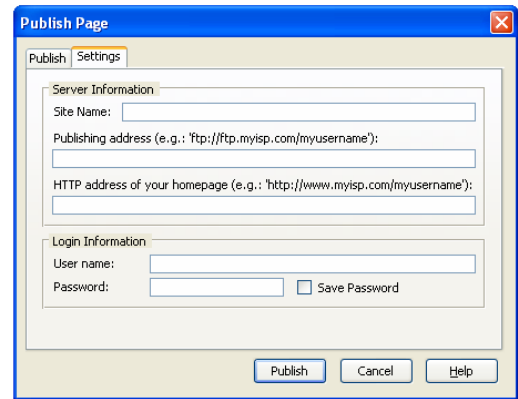 Publish Page
Publish Settings
Server Information
Site Name:
Publishing address (e.g.: 'ftp://ftp.myisp.com/myusername'):
HTTP address of your homepage (e.g.: 'http://www.myisp.com/myusername'):
Login Information
User name:
Password: Save Password
Publish Cancel Help